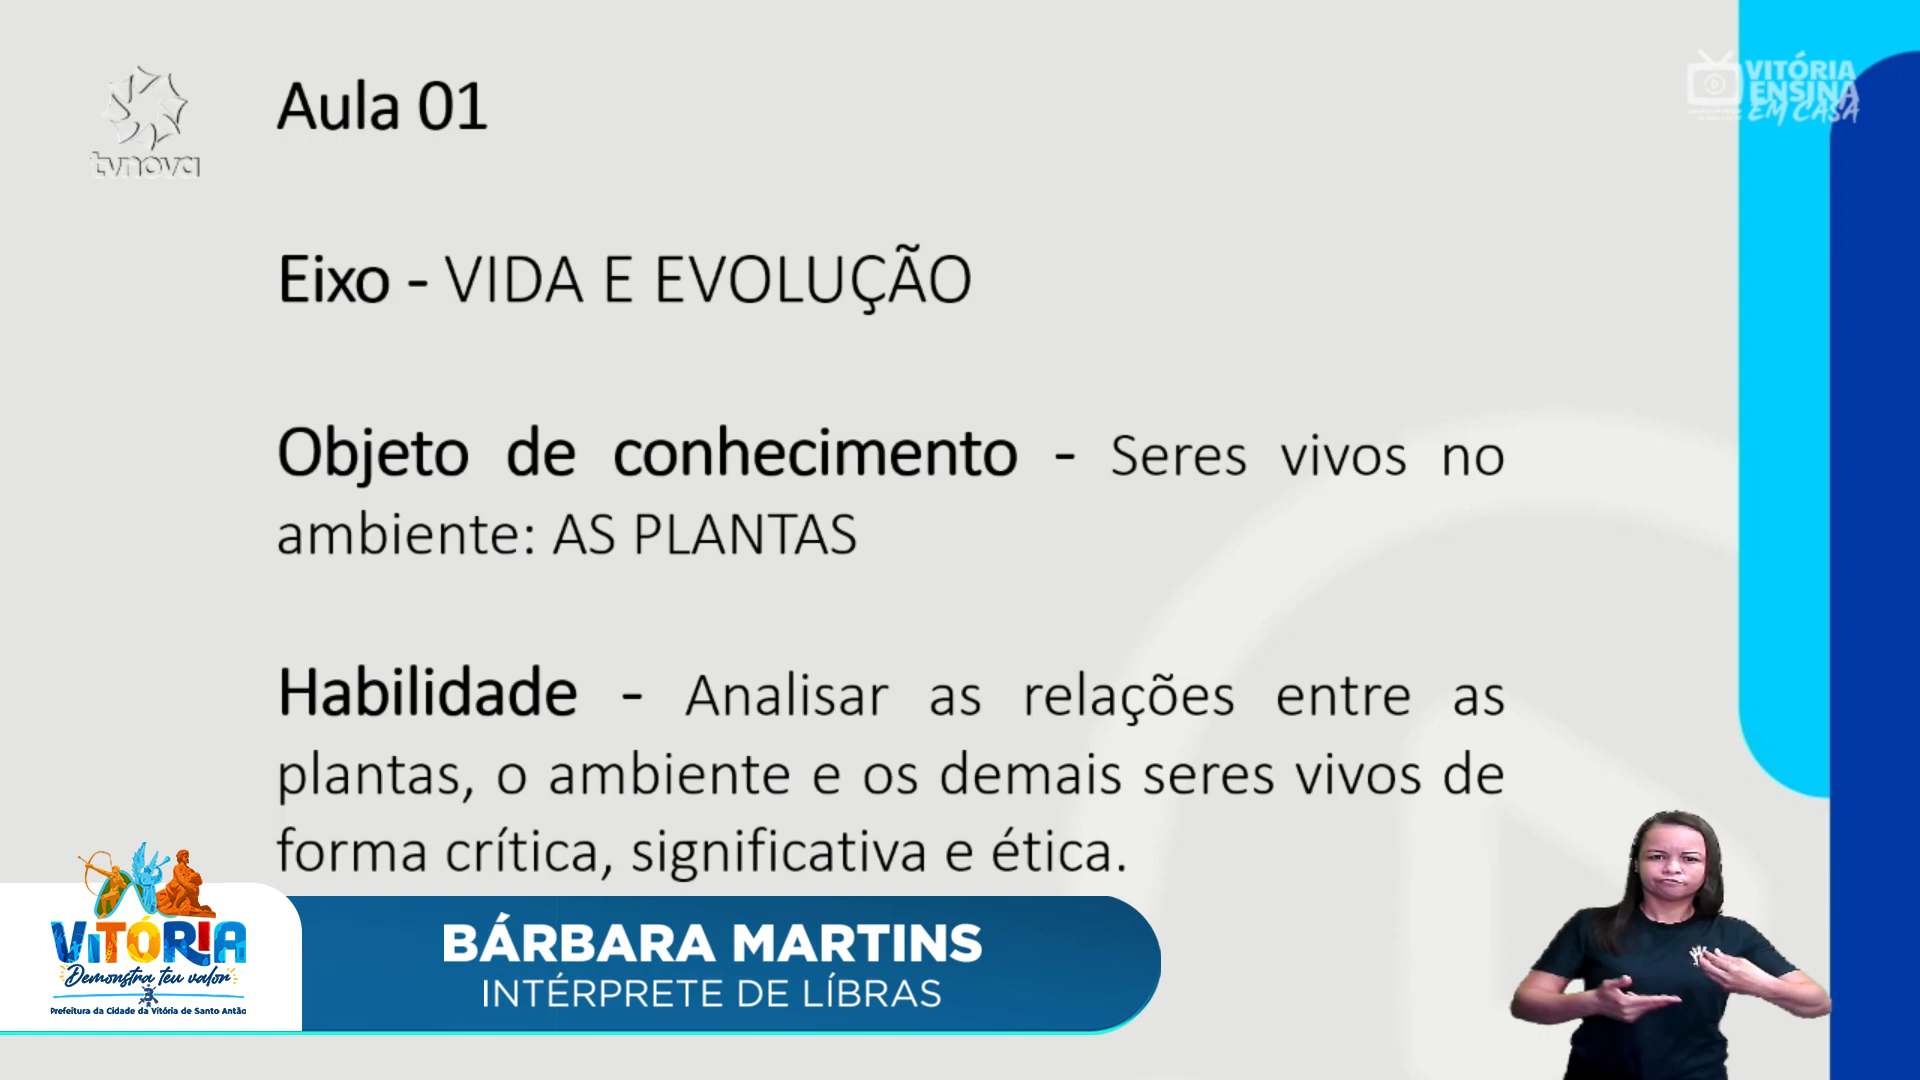 Aula 01
tvnova
VITÓRIA
ENSINA
EM CASA
Eixo - VIDA E EVOLUÇÃO
Objeto de conhecimento - Seres vivos no
ambiente: AS PLANTAS
Habilidade - Analisar as relações entre as
plantas, o ambiente e os demais seres vivos de
forma crítica, significativa e ética.
VITÓRIA
Demonstra teu valor
Prefeitura da Cidade da Vitória de Santo Antão
BÁRBARA MARTINS
INTÉRPRETE DE LÍBRAS